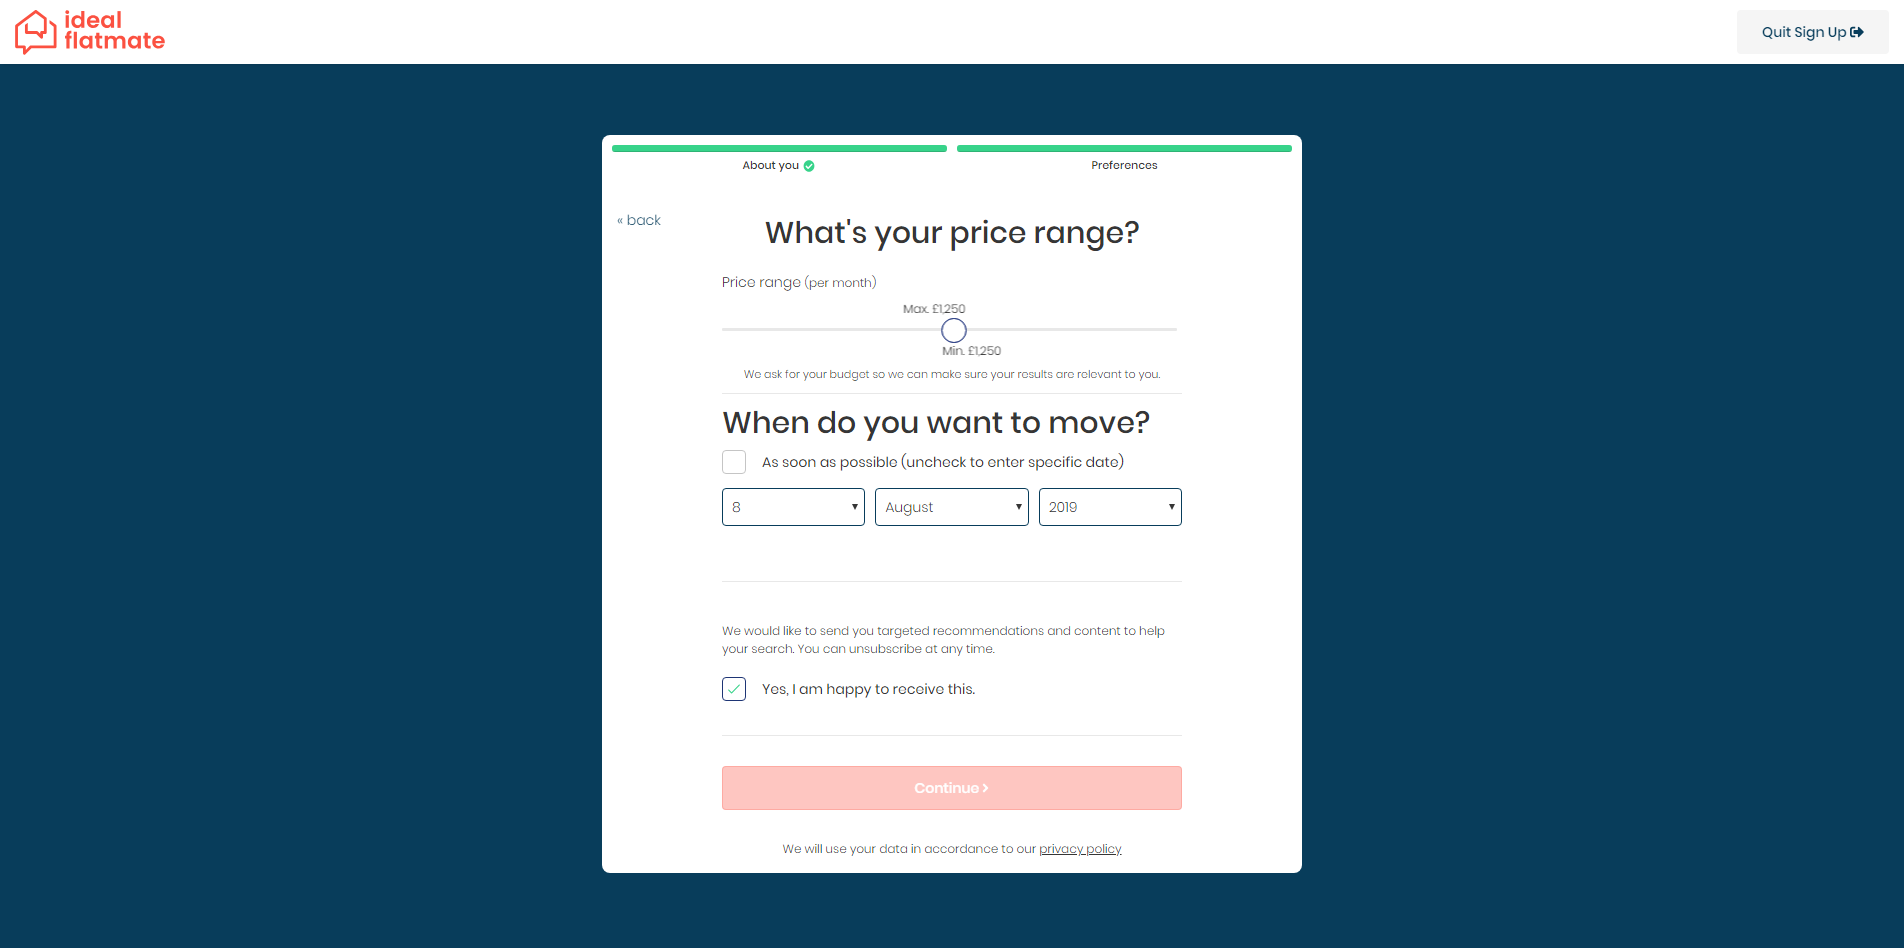 ideal
flatmate
Quit Sign Up
About you
Preferences
« back
What's your price range?
Price range (per month)
Max. £1,250
Min. £1,250
We ask for your budget so we can make sure your results are relevant to you.
When do you want to move?
As soon as possible (uncheck to enter specific date)
8
August
2019
We would like to send you targeted recommendations and content to help
your search. You can unsubscribe at any time.
Yes, I am happy to receive this.
Continue
We will use your data in accordance to our privacy policy